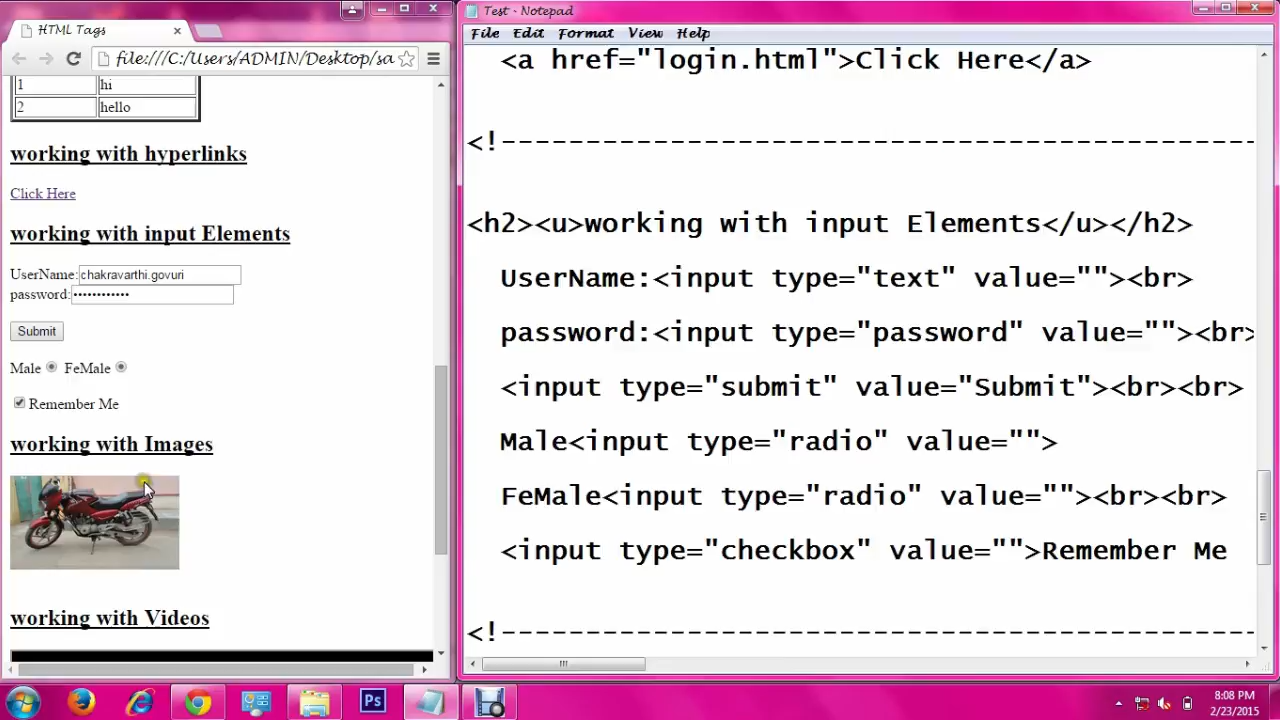 HTML Tags
file:///C:/Users/ADMIN/Desktop/sa
1 hi
2 hello
working with hyperlinks
Click Here
working with input Elements
UserName: chakravarthi.govuri
password: ••••••••••••
Submit
Male FeMale
Remember Me
working with Images
working with Videos
Test - Notepad
File Edit Format View Help
<a href="login.html">Click Here</a>
<!--------------------------------------------
<h2><u>working with input Elements</u></h2>
UserName:<input type="text" value=""><br>
password:<input type="password" value=""><br>
<input type="submit" value="Submit"><br><br>
Male<input type="radio" value="">
FeMale<input type="radio" value=""><br><br>
<input type="checkbox" value="">Remember Me
<!--------------------------------------------
Ps
8:08 PM
2/23/2015